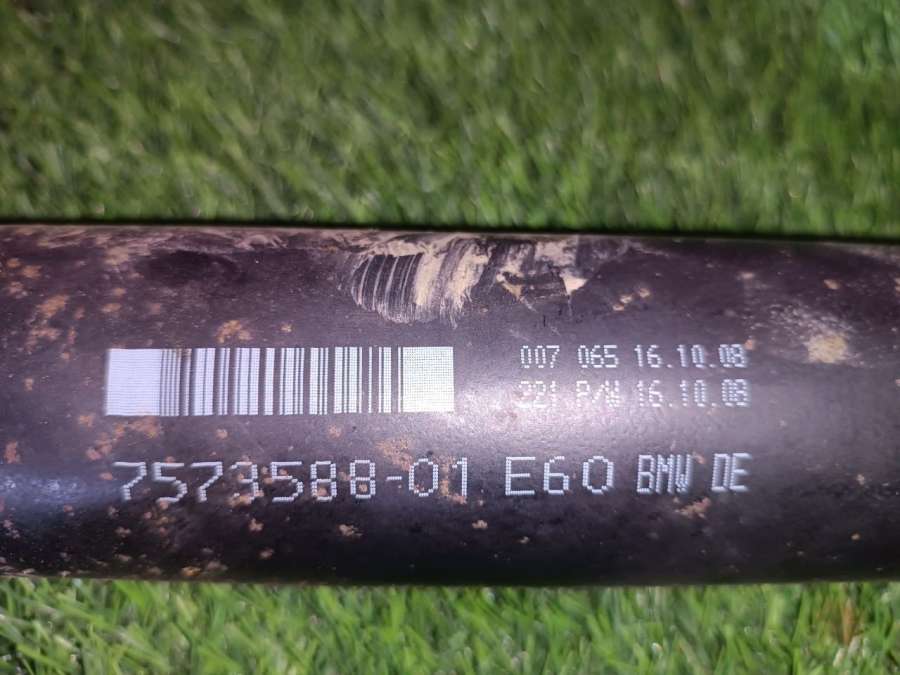 007 065 16.10.08
221 P/W 16.10.08
7573588-01 E60 BMW DE